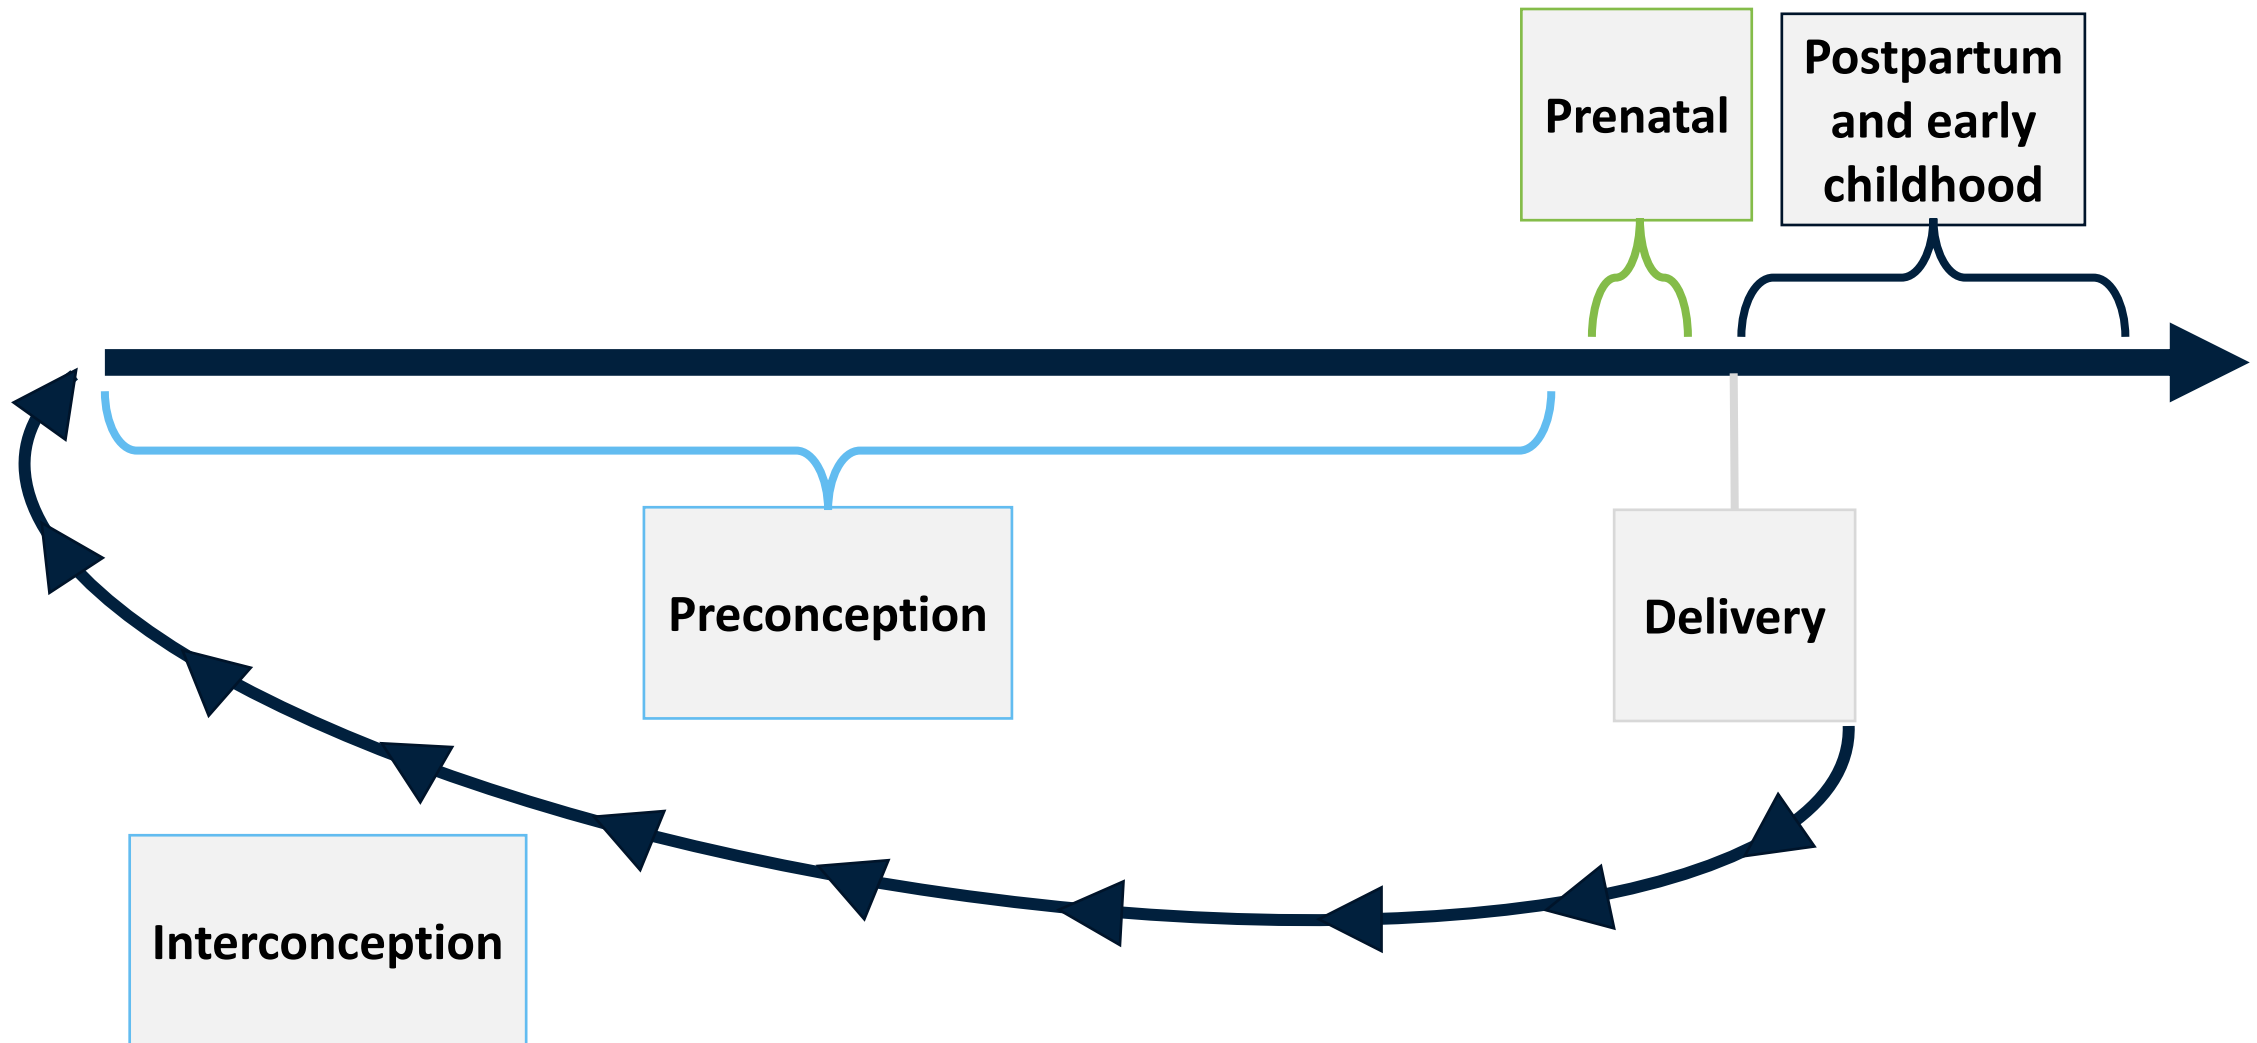 Prenatal
Postpartum
and early
childhood
Preconception
Delivery
Interconception